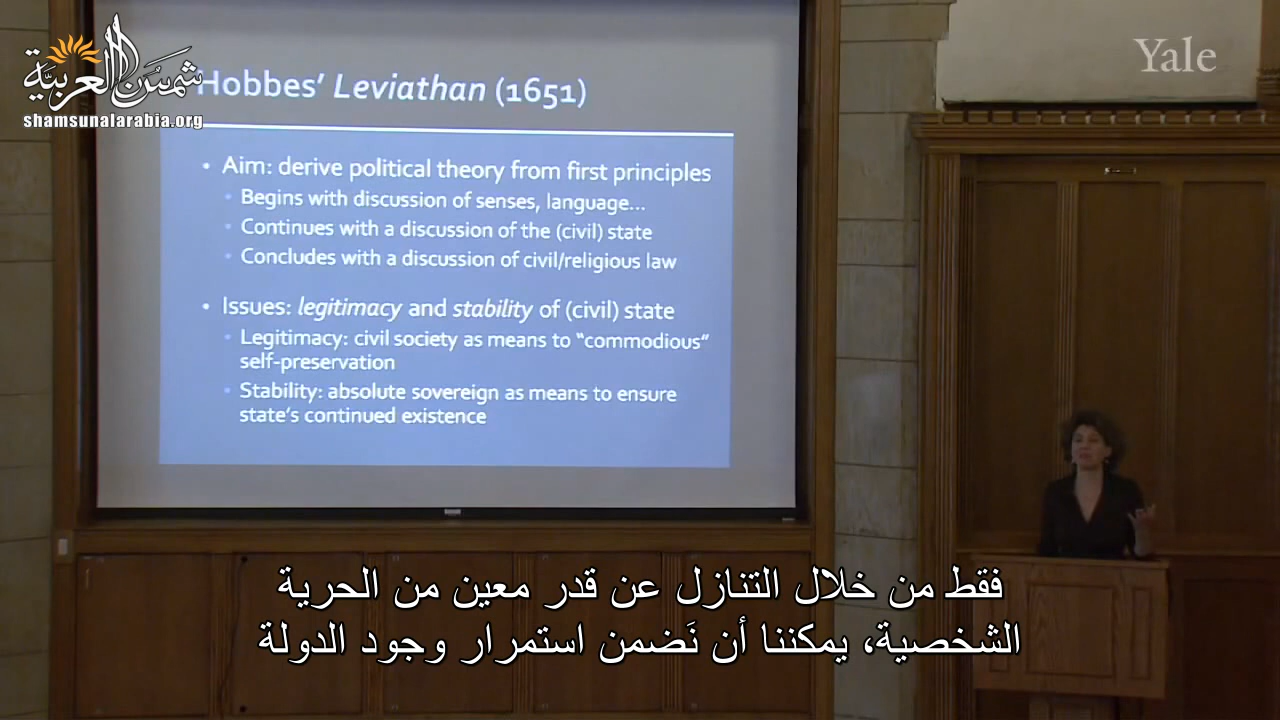 شمس العربية
shamsunalarabia.org
Yale
Hobbes' Leviathan (1651)
• Aim: derive political theory from first principles
• Begins with discussion of senses, language...
• Continues with a discussion of the (civil) state
• Concludes with a discussion of civil/religious law
• Issues: legitimacy and stability of (civil) state
• Legitimacy: civil society as means to “commodious”
self-preservation
• Stability: absolute sovereign as means to ensure
state's continued existence
فقط من خلال التنازل عن قدر معين من الحرية
الشخصية، يمكننا أن نَضمن استمرار وجود الدولة